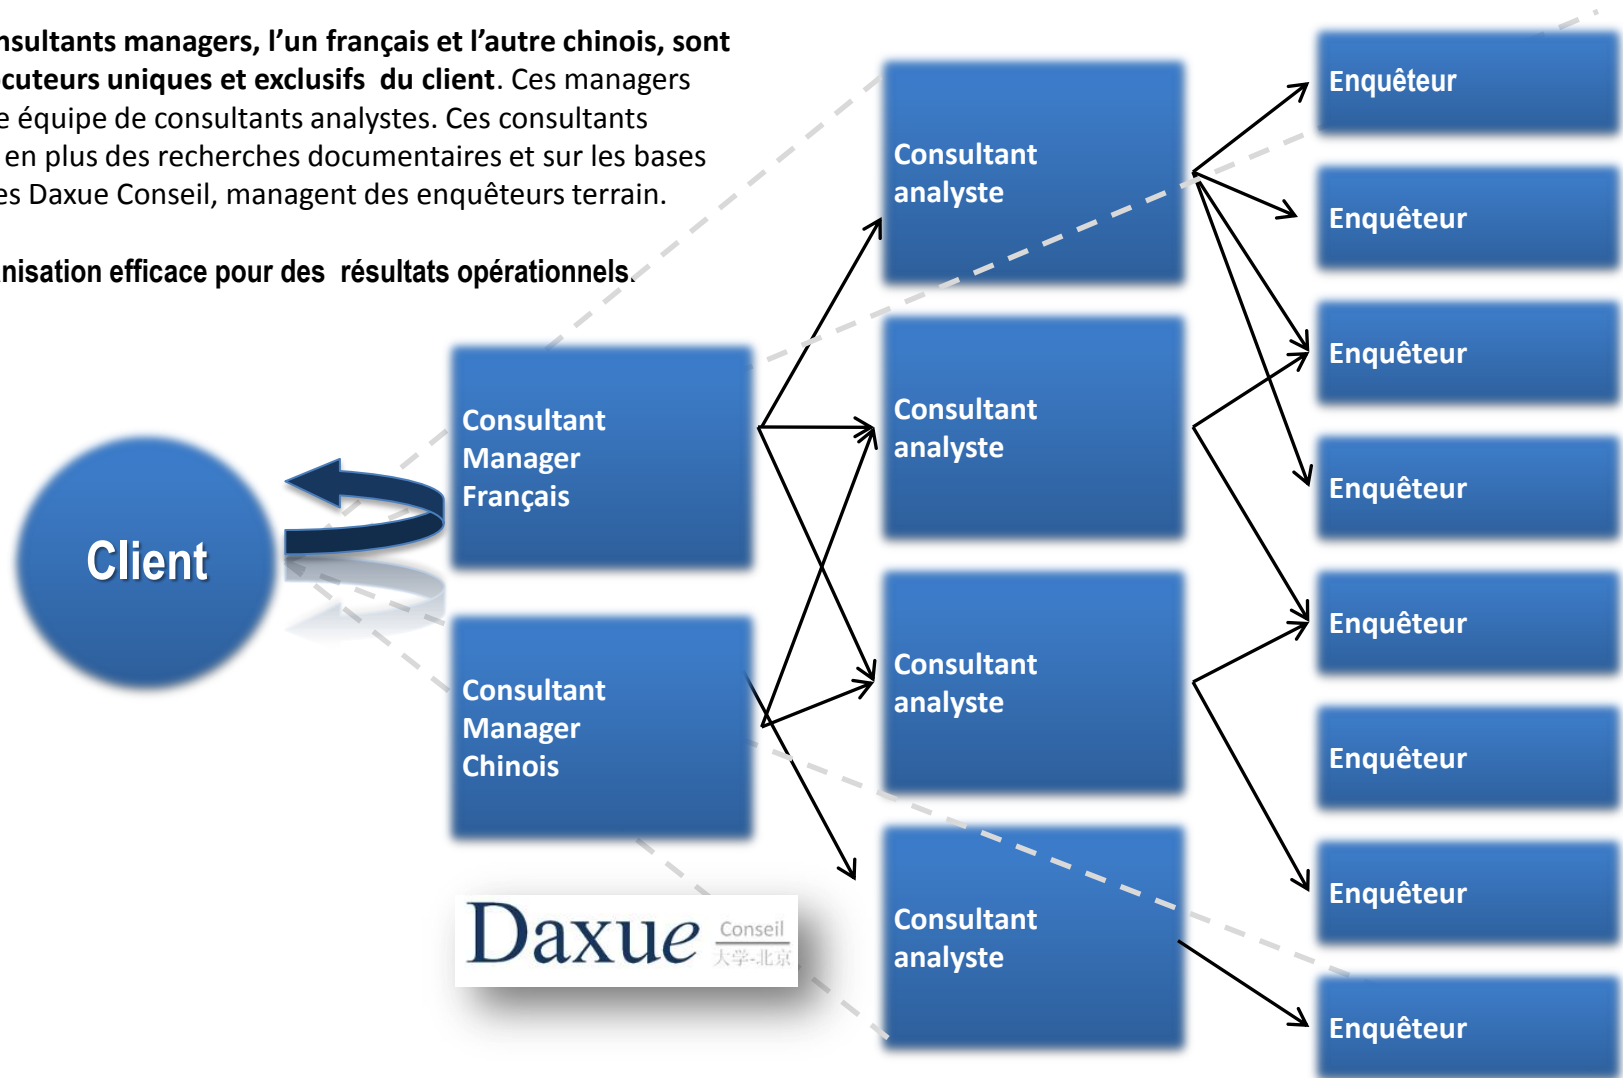 nsultants managers, l’un français et l’autre chinois, sont
cuteurs uniques et exclusifs  du client. Ces managers
e équipe de consultants analystes. Ces consultants
en plus des recherches documentaires et sur les bases
es Daxue Conseil, managent des enquêteurs terrain.
nisation efficace pour des  résultats opérationnels.
Client
Consultant
Manager
Français
Consultant
Manager
Chinois
Daxue Conseil
大学-北京
Consultant
analyste
Consultant
analyste
Consultant
analyste
Consultant
analyste
Enquêteur
Enquêteur
Enquêteur
Enquêteur
Enquêteur
Enquêteur
Enquêteur
Enquêteur